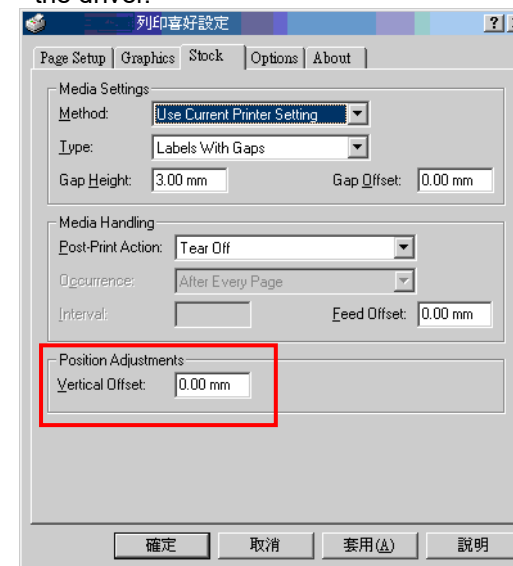 the driver.
列印喜好設定
Page Setup Graphics Stock Options About
Media Settings
Method: Use Current Printer Setting
Type: Labels With Gaps
Gap Height: 3.00 mm Gap Offset: 0.00 mm
Media Handling
Post-Print Action: Tear Off
Occurrence: After Every Page
Interval: Feed Offset: 0.00 mm
Position Adjustments
Vertical Offset: 0.00 mm
確定 取消 套用(A) 說明